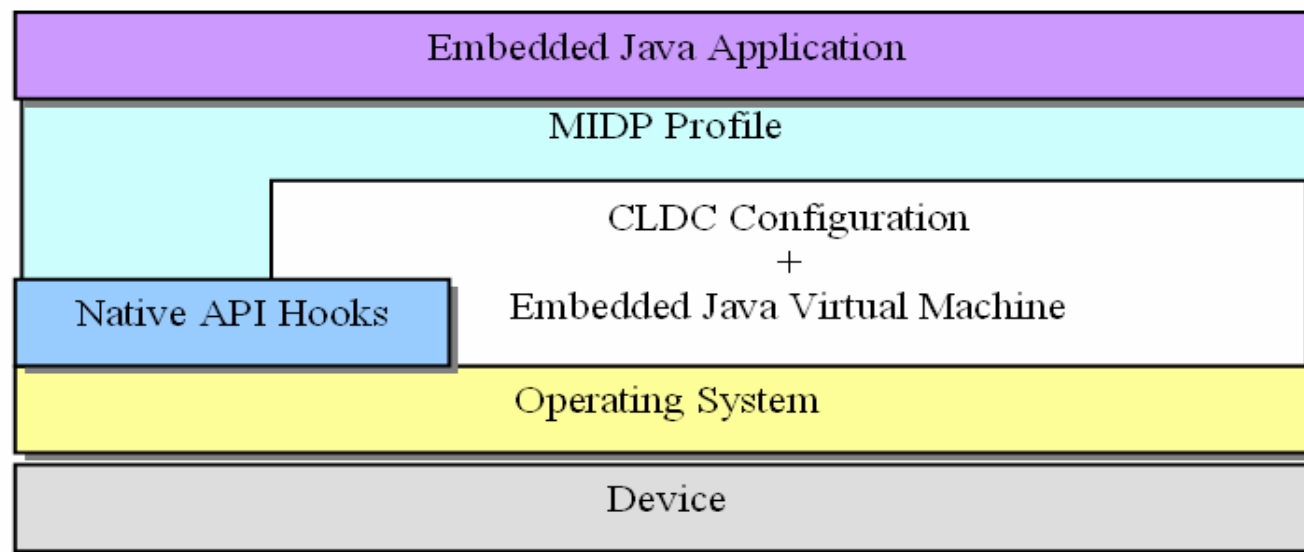 Embedded Java Application
MIDP Profile
CLDC Configuration
+
Embedded Java Virtual Machine
Native API Hooks
Operating System
Device